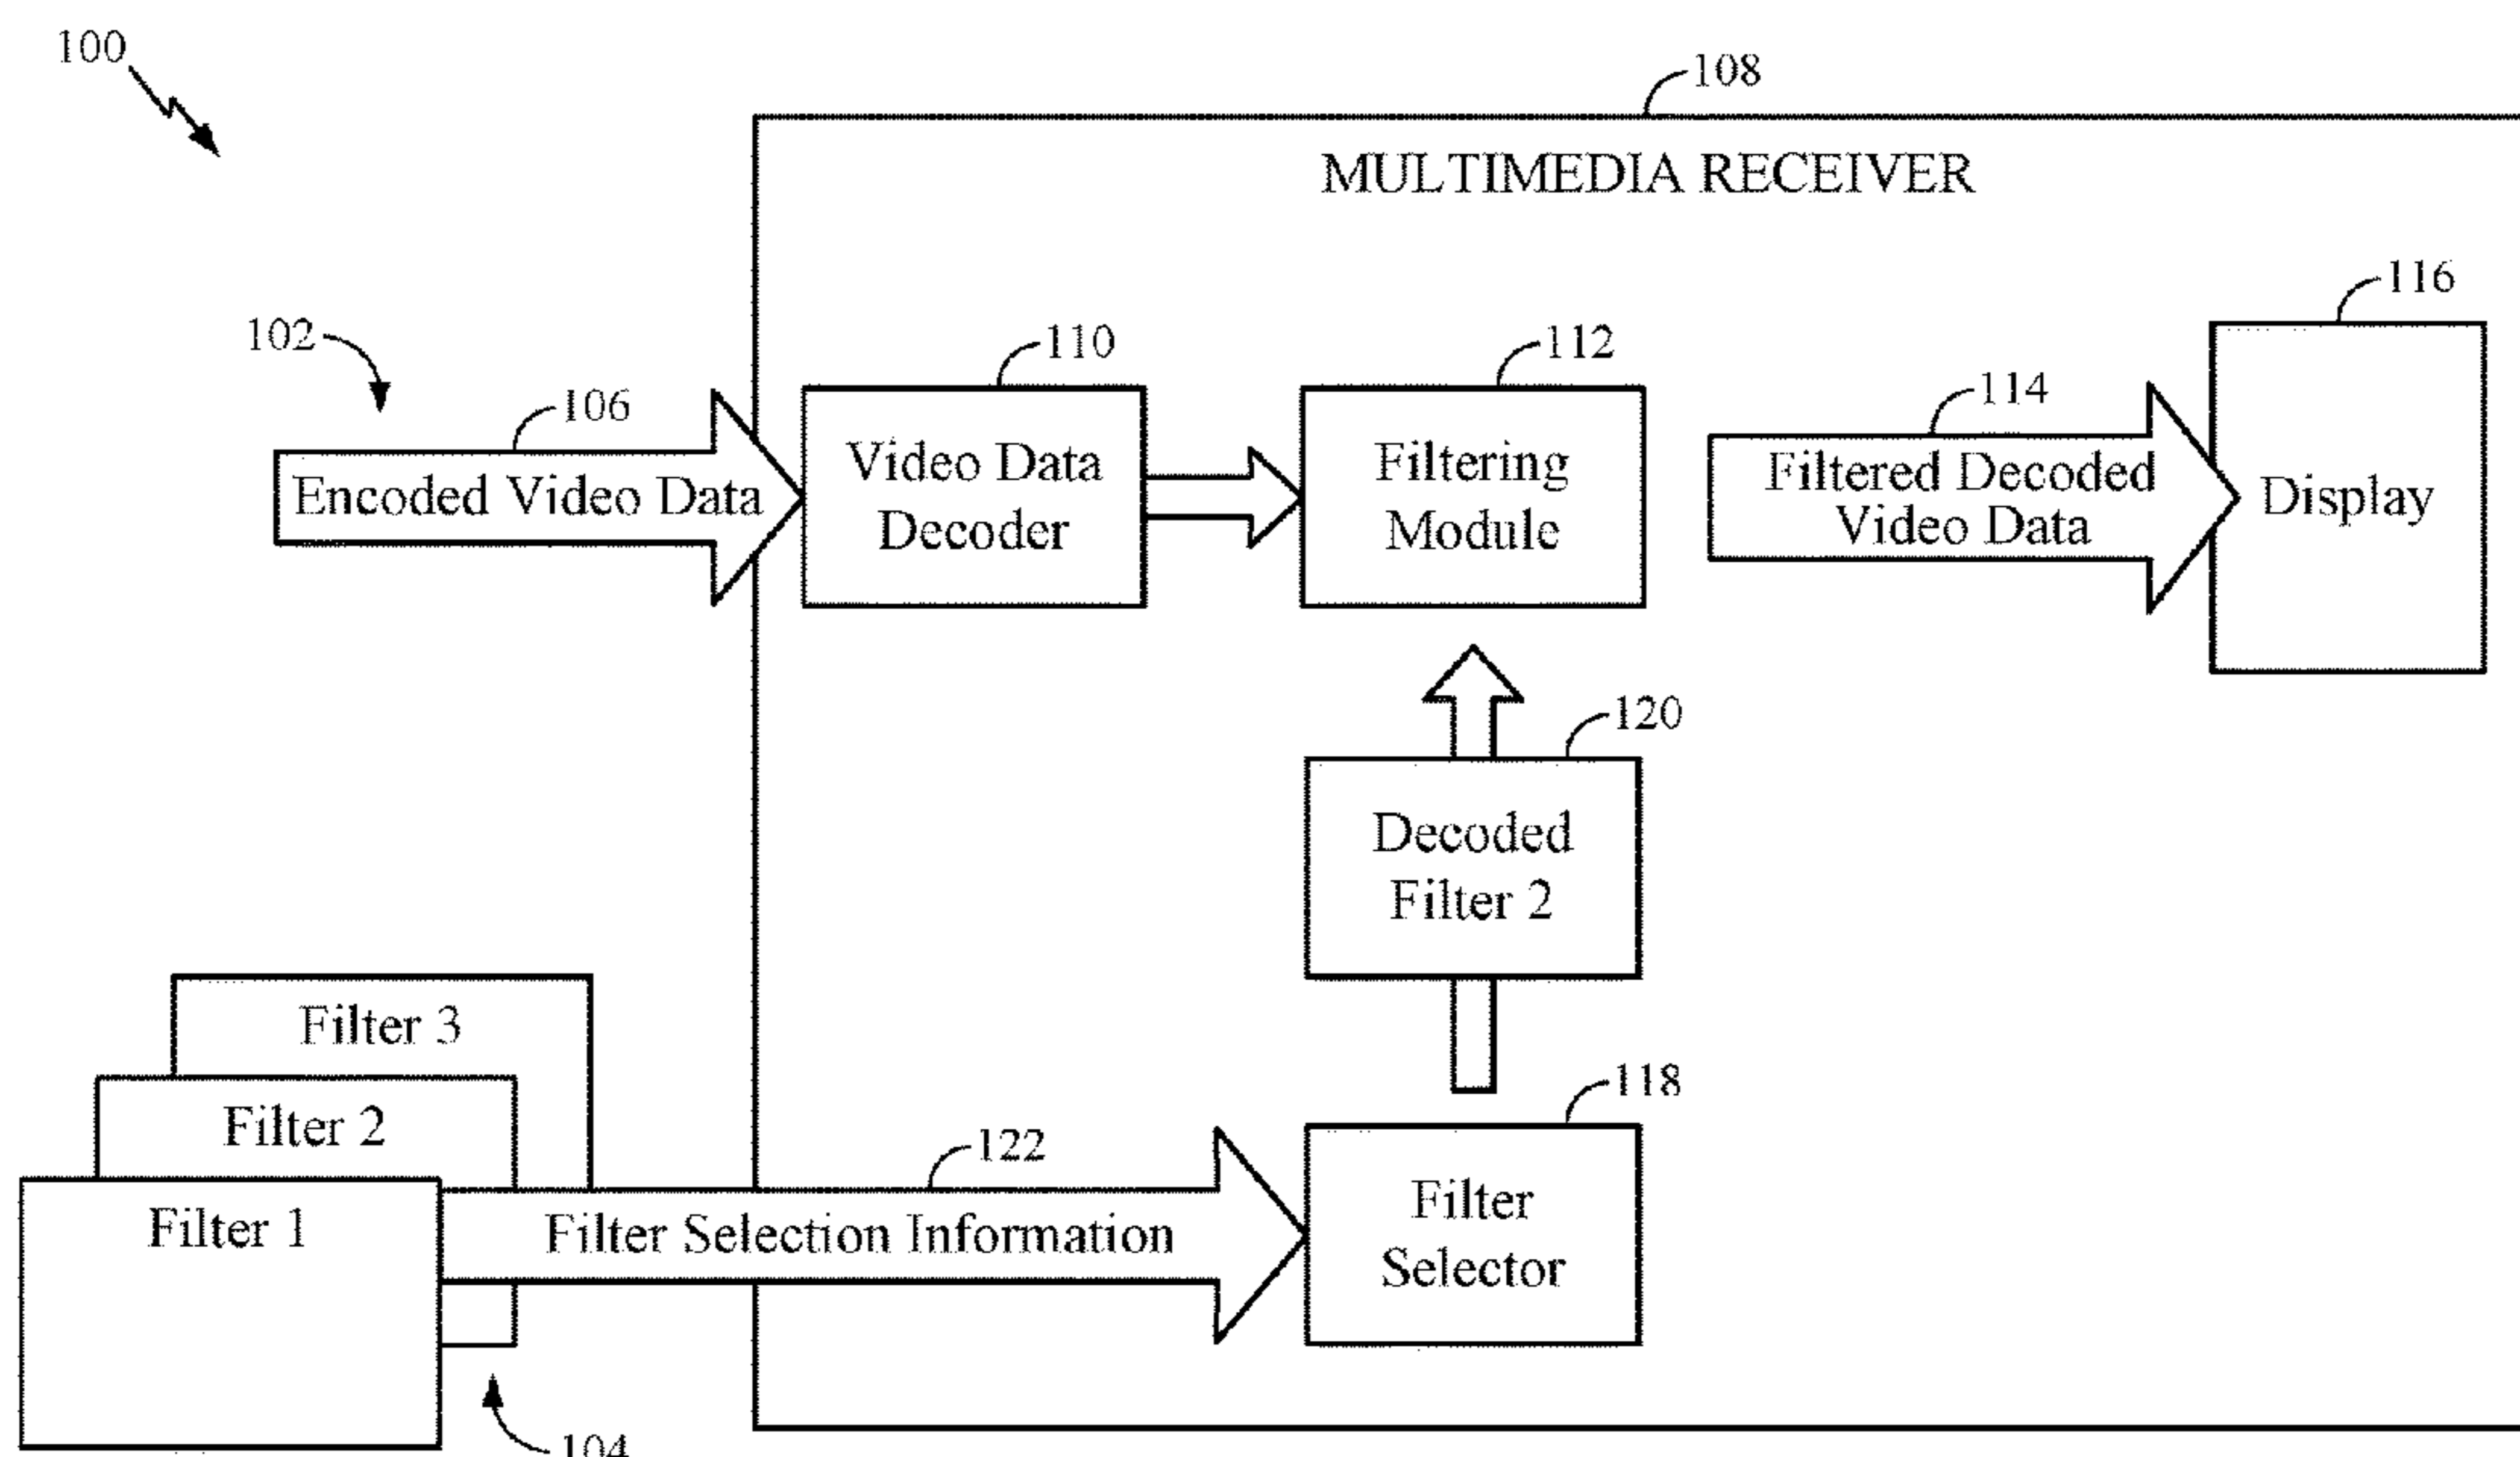 100
108
MULTIMEDIA RECEIVER
116
102
110
112
106
114
Encoded Video Data
Video Data
Decoder
Filtering
Module
Filtered Decoded
Video Data
Display
120
Decoded
Filter 2
Filter 3
118
Filter 2
122
Filter 1
Filter Selection Information
Filter
Selector
104